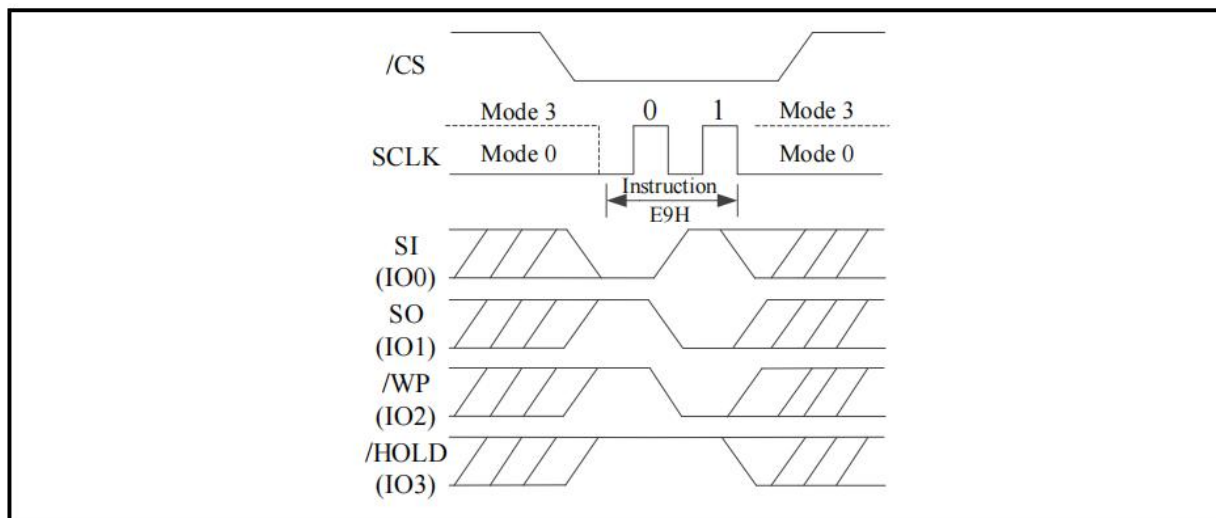 /CS
Mode 3 0 1 Mode 3
SCLK Mode 0 Mode 0
Instruction
E9H
SI
(IO0)
SO
(IO1)
/WP
(IO2)
/HOLD
(IO3)